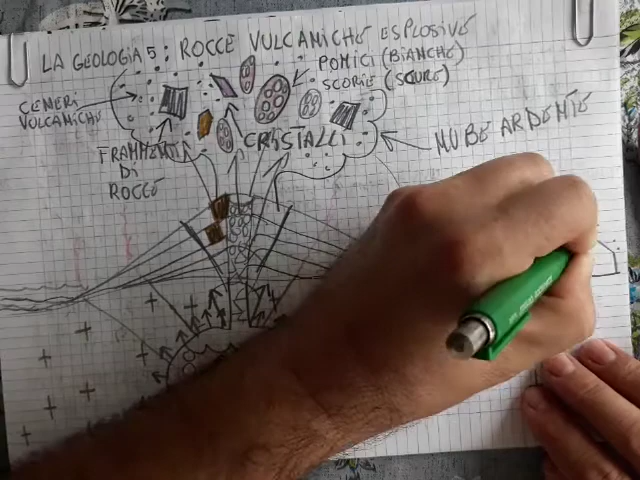 LA GEOLOGIA 5: ROCCE VULCANICHE ESPLOSIVE
POMICI (BIANCHE)
SCORIE (SCURE)
CENERI
VULCANICHE
CRISTALLI
NUBE ARDENTE
FRAMMENTI
DI
ROCCE